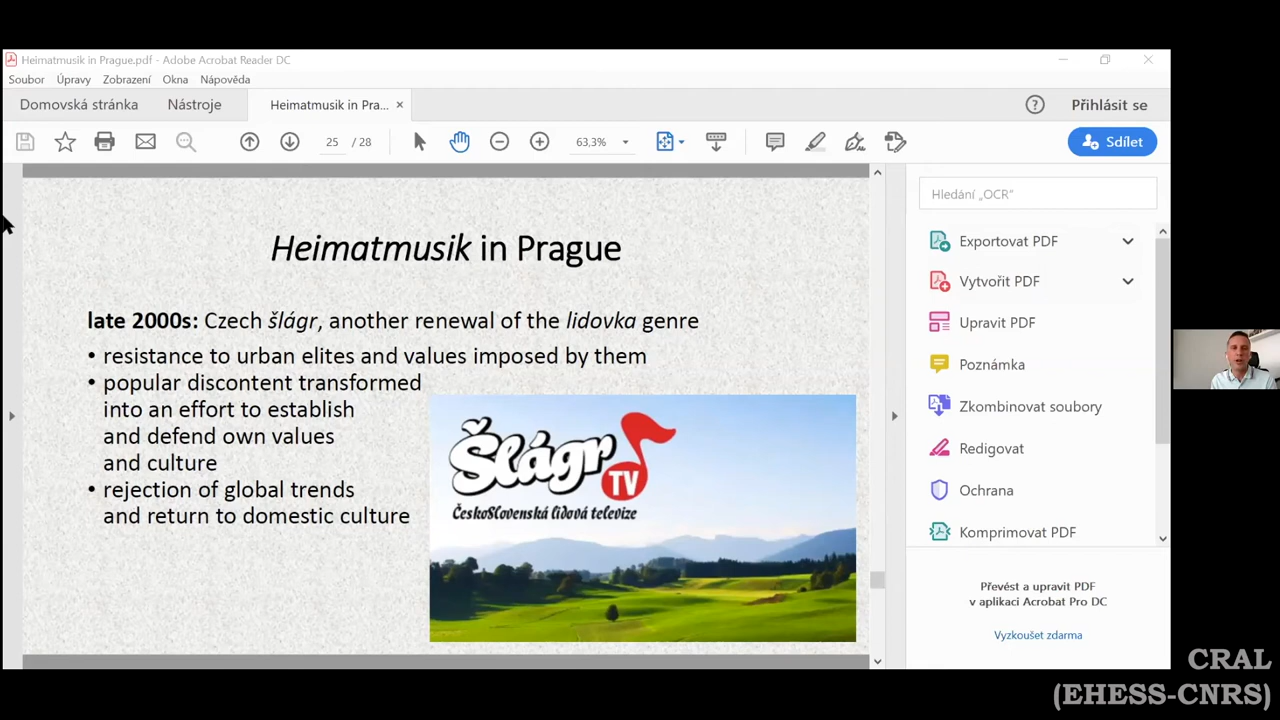 Heimatmusik in Prague.pdf - Adobe Acrobat Reader DC
Soubor Úpravy Zobrazení Okna Nápověda
Domovská stránka Nástroje Heimatmusik in Pra... × Přihlásit se
25 / 28 63,3% Sdílet
Heimatmusik in Prague
late 2000s: Czech šlágr, another renewal of the lidovka genre
• resistance to urban elites and values imposed by them
• popular discontent transformed
into an effort to establish
and defend own values
and culture
• rejection of global trends
and return to domestic culture
Šlágr TV
Československá lidová televize
Hledání „OCR“
Exportovat PDF
Vytvořit PDF
Upravit PDF
Poznámka
Zkombinovat soubory
Redigovat
Ochrana
Komprimovat PDF
Převést a upravit PDF
v aplikaci Acrobat Pro DC
Vyzkoušet zdarma
CRAL
(EHESS-CNRS)